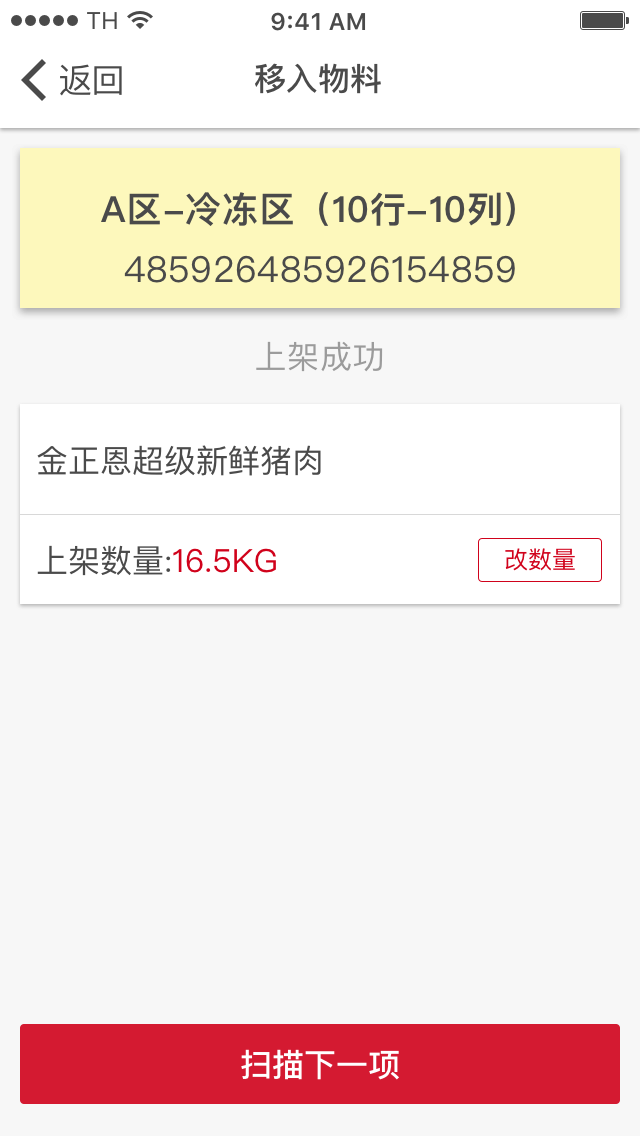 TH 9:41 AM
返回 移入物料
A区–冷冻区（10行–10列）
485926485926154859
上架成功
金正恩超级新鲜猪肉
上架数量:16.5KG 改数量
扫描下一项